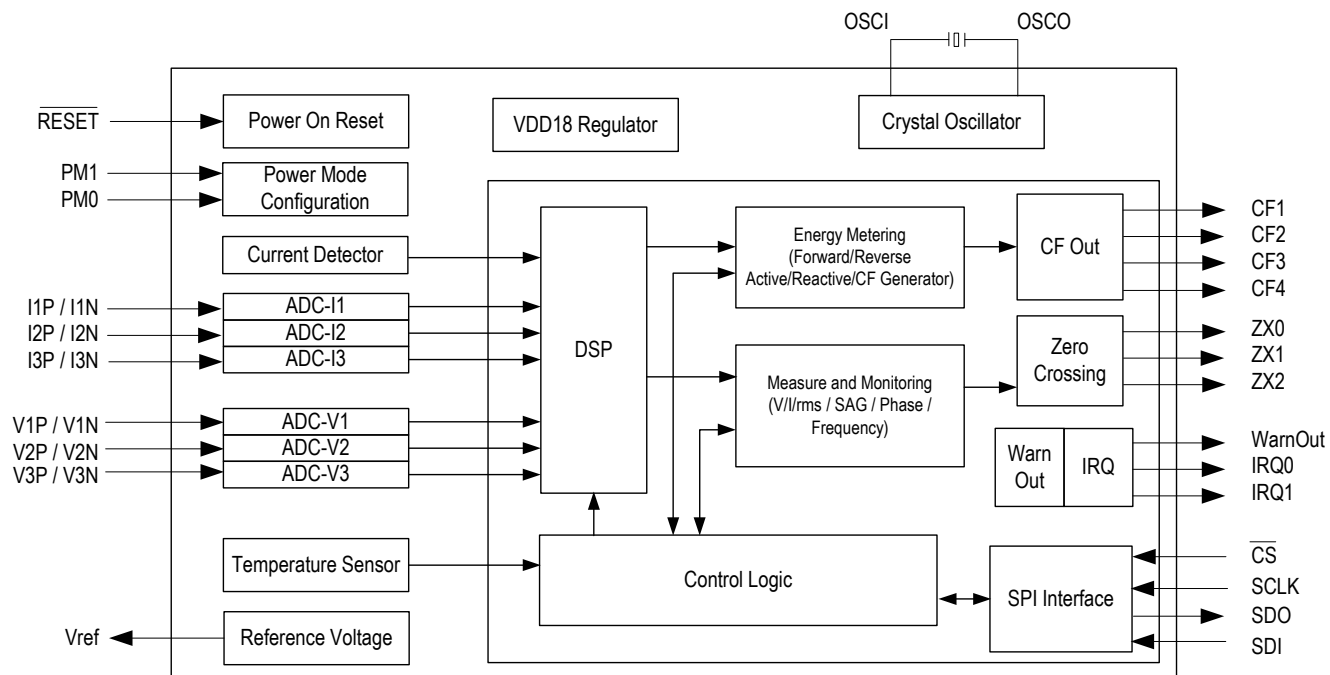 OSCI
OSCO
RESET
Power On Reset
VDD18 Regulator
Crystal Oscillator
PM1
PM0
Power Mode
Configuration
Current Detector
I1P / I1N
I2P / I2N
I3P / I3N
ADC-I1
ADC-I2
ADC-I3
V1P / V1N
V2P / V2N
V3P / V3N
ADC-V1
ADC-V2
ADC-V3
Temperature Sensor
Vref
Reference Voltage
DSP
Energy Metering
(Forward/Reverse
Active/Reactive/CF Generator)
Measure and Monitoring
(V/I/rms / SAG / Phase /
Frequency)
Control Logic
CF Out
CF1
CF2
CF3
CF4
Zero
Crossing
ZX0
ZX1
ZX2
Warn
Out
IRQ
WarnOut
IRQ0
IRQ1
SPI Interface
CS
SCLK
SDO
SDI